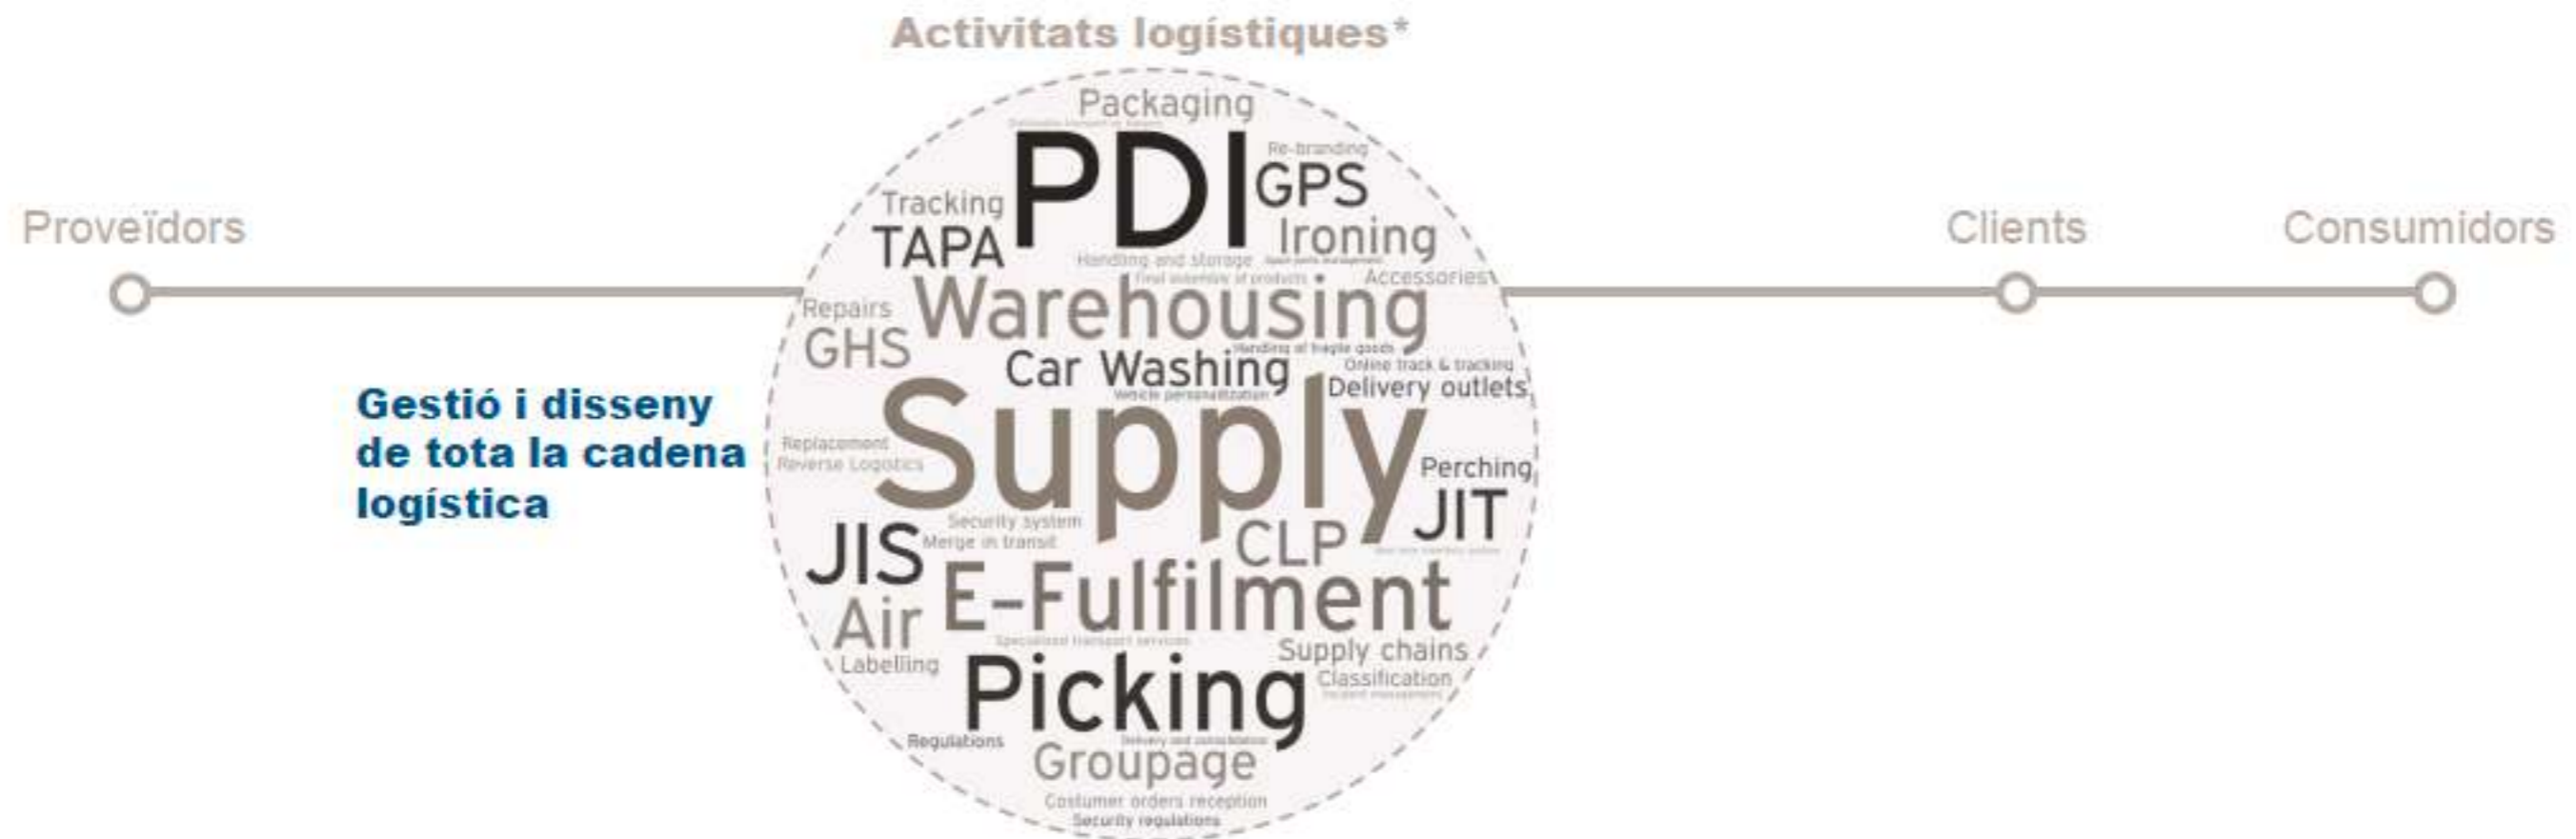 Activitats logístiques*
Packaging
PDI
Re-branding
GPS
Tracking
TAPA
Ironing
Proveïdors
Clients
Consumidors
Handling and storage
Final assembly of products
Accessories
Warehousing
Repairs
GHS
Handling of fragile goods
Car Washing
Online track & tracking
Delivery outlets
Vehicle personalization
Gestió i disseny
de tota la cadena
logística
Supply
Replacement
Reverse Logistics
Perching
JIT
Security system
Merge in transit
CLP
JIS
E-Fulfilment
Air
Specialized transport services
Supply chains
Labelling
Classification
Incident management
Picking
Regulations
Delivery and consolidation
Groupage
Costumer orders reception
Security regulations